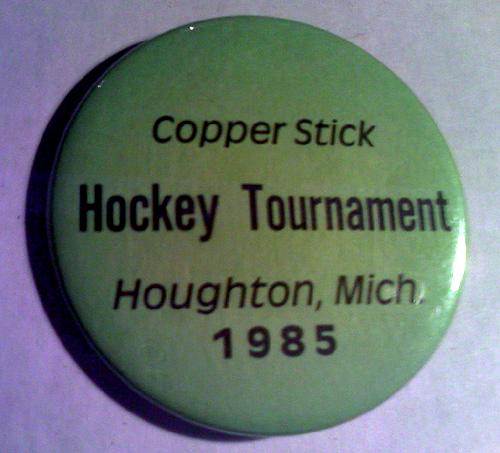 Copper Stick
Hockey Tournament
Houghton, Mich.
1985